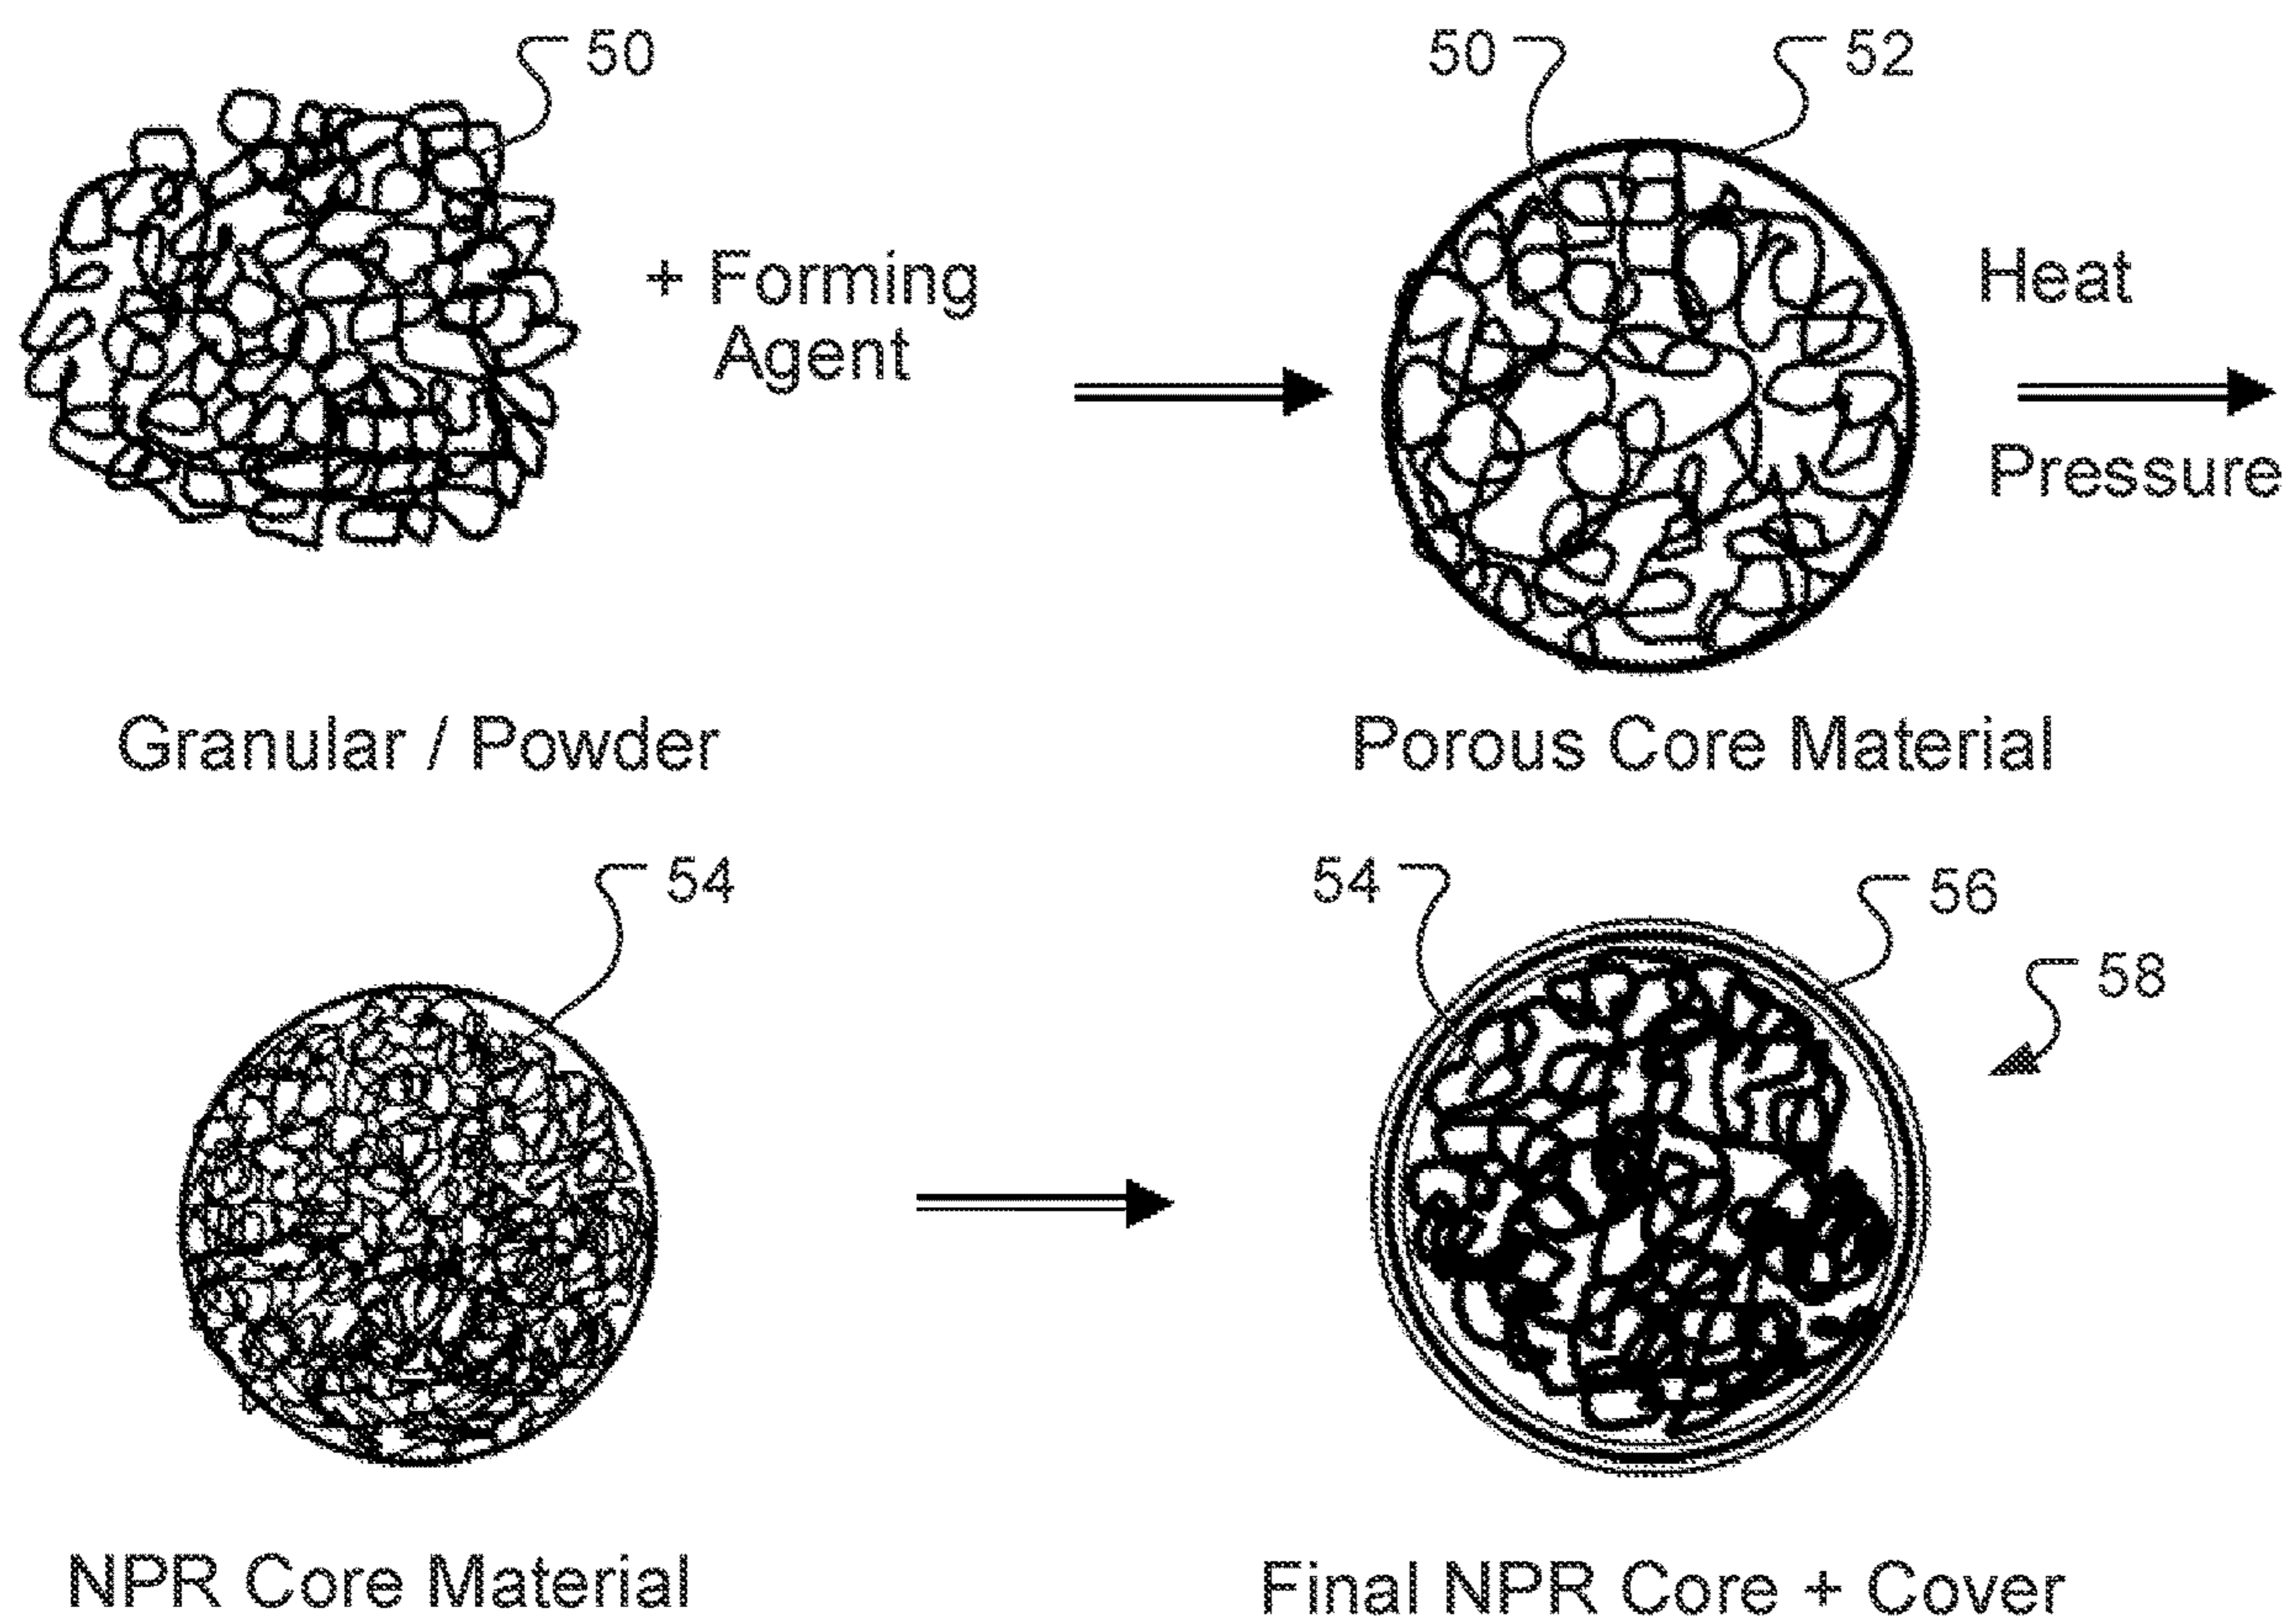 50
50
52
+ Forming
Agent
Heat
Pressure
Granular / Powder
Porous Core Material
54
54
56
58
NPR Core Material
Final NPR Core + Cover